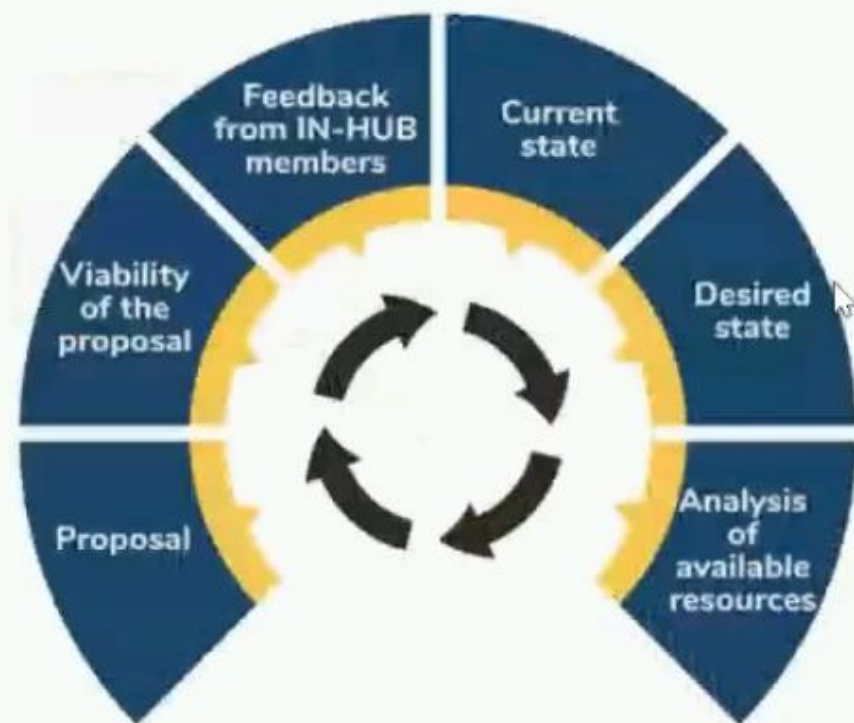 Proposal
Viability
of the
proposal
Feedback
from IN-HUB
members
Current
state
Desired
state
Analysis
of
available
resources